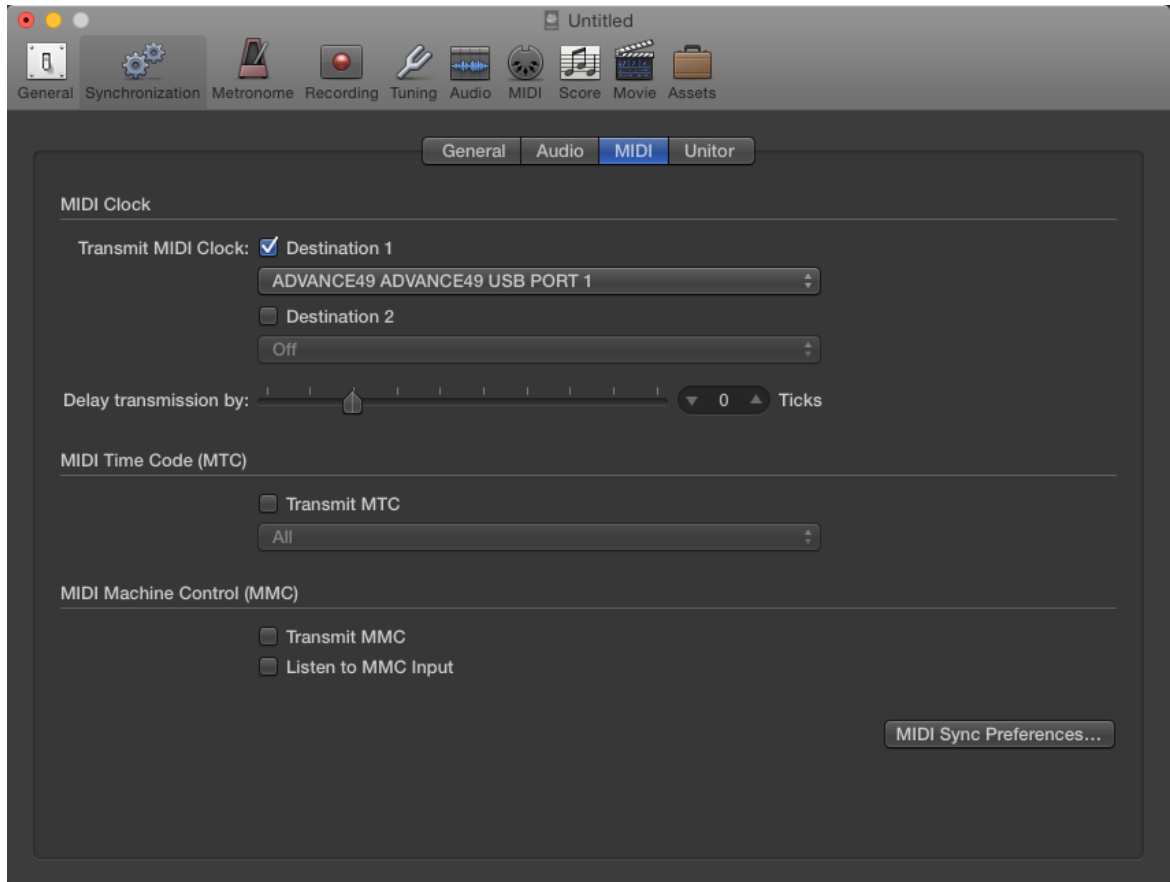 Untitled
General Synchronization Metronome Recording Tuning Audio MIDI Score Movie Assets
General Audio MIDI Unitor
MIDI Clock
Transmit MIDI Clock: Destination 1
ADVANCE49 ADVANCE49 USB PORT 1
Destination 2
Off
Delay transmission by: 0 Ticks
MIDI Time Code (MTC)
Transmit MTC
All
MIDI Machine Control (MMC)
Transmit MMC
Listen to MMC Input
MIDI Sync Preferences...